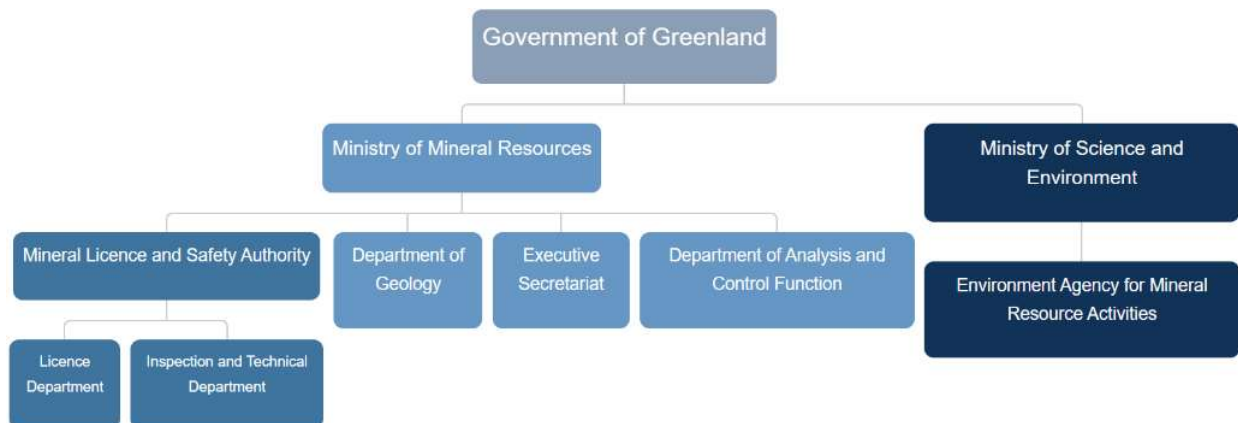 Government of Greenland
Ministry of Mineral Resources
Ministry of Science and
Environment
Mineral Licence and Safety Authority
Department of
Geology
Executive
Secretariat
Department of Analysis and
Control Function
Environment Agency for Mineral
Resource Activities
Licence
Department
Inspection and Technical
Department